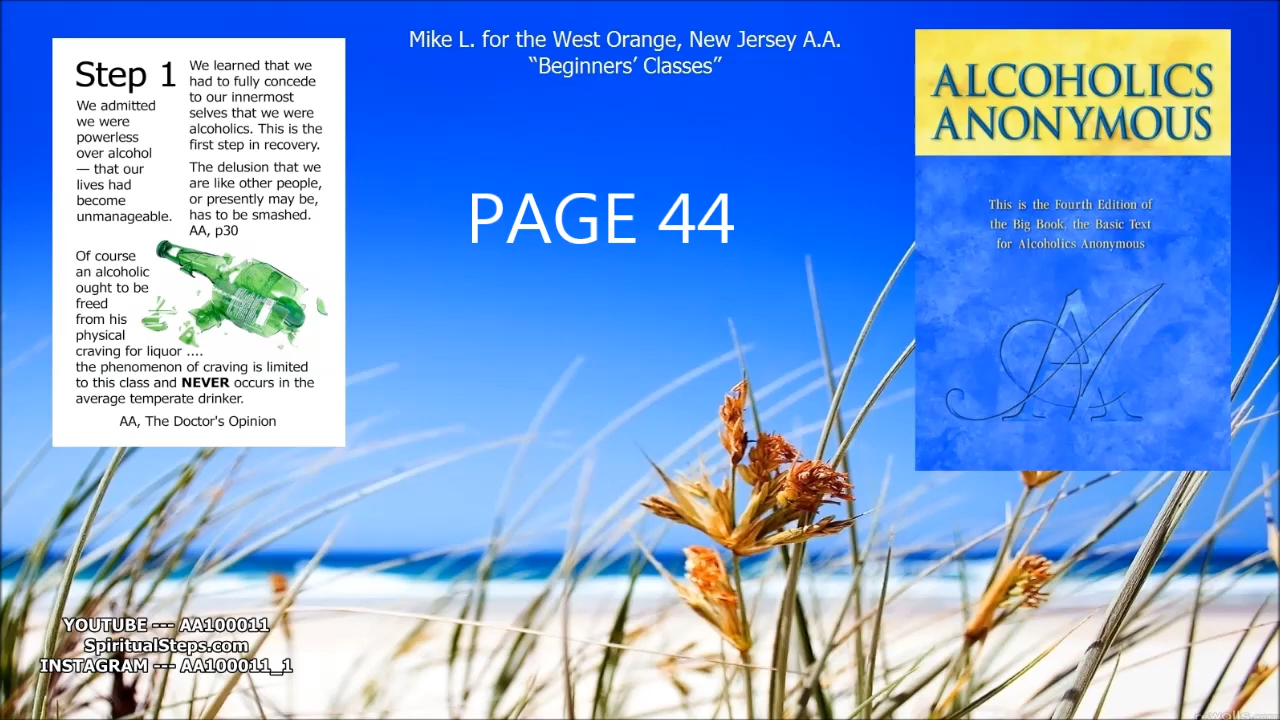 Mike L. for the West Orange, New Jersey A.A.
“Beginners’ Classes”
Step 1
We admitted
we were
powerless
over alcohol
— that our
lives had
become
unmanageable.
We learned that we
had to fully concede
to our innermost
selves that we were
alcoholics. This is the
first step in recovery.
The delusion that we
are like other people,
or presently may be,
has to be smashed.
AA, p30
Of course
an alcoholic
ought to be
freed
from his
physical
craving for liquor ....
the phenomenon of craving is limited
to this class and NEVER occurs in the
average temperate drinker.
AA, The Doctor's Opinion
PAGE 44
ALCOHOLICS
ANONYMOUS
This is the Fourth Edition of
the Big Book, the Basic Text
for Alcoholics Anonymous
AA
YOUTUBE --- AA100011
SpiritualSteps.com
INSTAGRAM --- AA100011_1